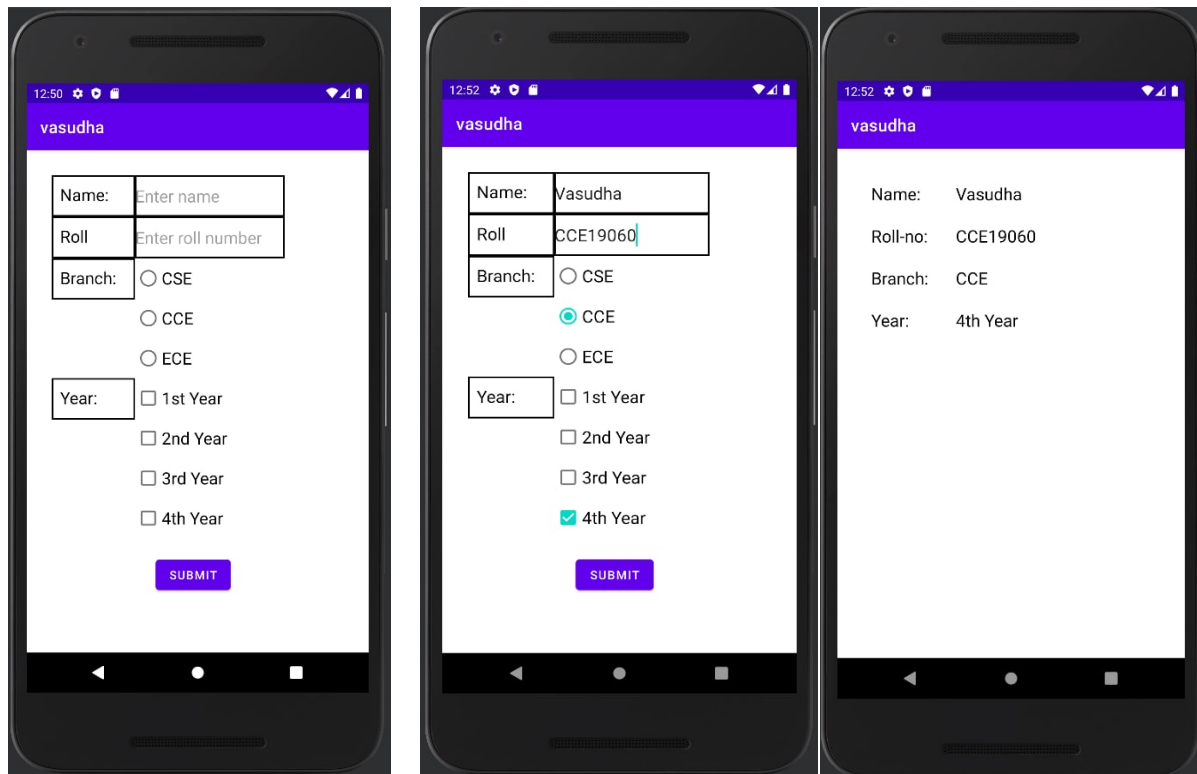 12:50
vasudha
Name: Enter name
Roll Enter roll number
Branch: CSE
CCE
ECE
Year: 1st Year
2nd Year
3rd Year
4th Year
SUBMIT
12:52
vasudha
Name: Vasudha
Roll CCE19060
Branch: CSE
CCE
ECE
Year: 1st Year
2nd Year
3rd Year
4th Year
SUBMIT
12:52
vasudha
Name: Vasudha
Roll-no: CCE19060
Branch: CCE
Year: 4th Year